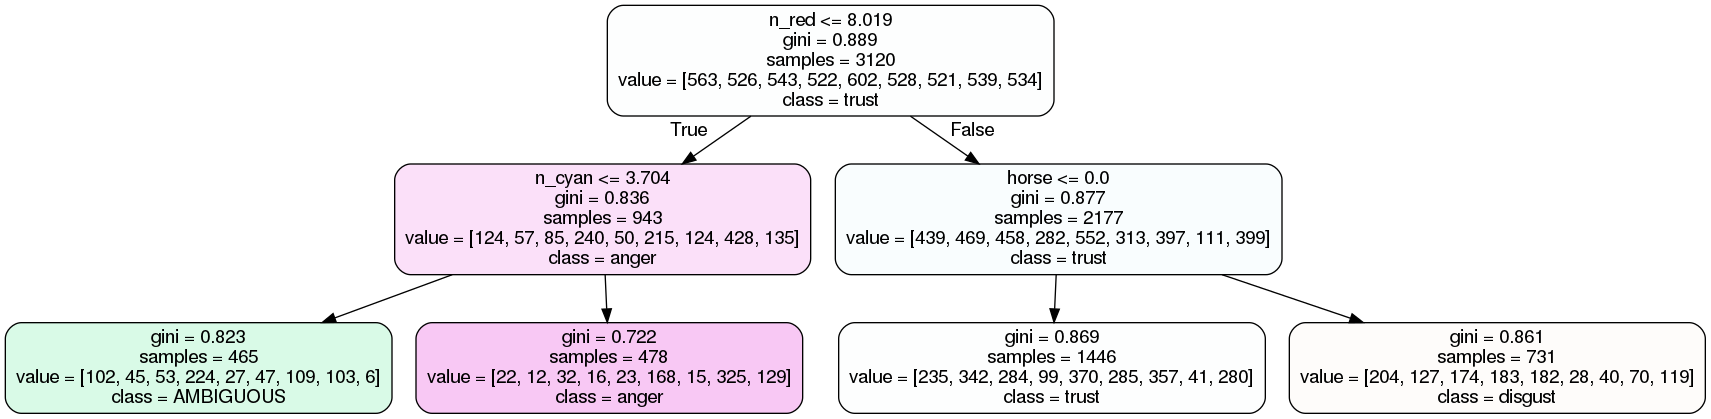 n_red <= 8.019
gini = 0.889
samples = 3120
value = [563, 526, 543, 522, 602, 528, 521, 539, 534]
class = trust
True
False
n_cyan <= 3.704
gini = 0.836
samples = 943
value = [124, 57, 85, 240, 50, 215, 124, 428, 135]
class = anger
horse <= 0.0
gini = 0.877
samples = 2177
value = [439, 469, 458, 282, 552, 313, 397, 111, 399]
class = trust
gini = 0.823
samples = 465
value = [102, 45, 53, 224, 27, 47, 109, 103, 6]
class = AMBIGUOUS
gini = 0.722
samples = 478
value = [22, 12, 32, 16, 23, 168, 15, 325, 129]
class = anger
gini = 0.869
samples = 1446
value = [235, 342, 284, 99, 370, 285, 357, 41, 280]
class = trust
gini = 0.861
samples = 731
value = [204, 127, 174, 183, 182, 28, 40, 70, 119]
class = disgust